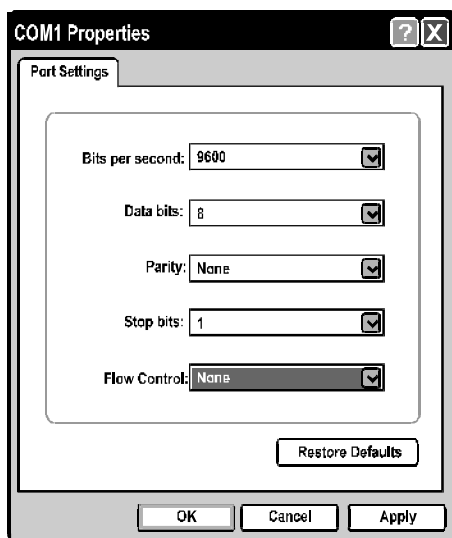 COM1 Properties
? X
Port Settings
Bits per second: 9600
Data bits: 8
Parity: None
Stop bits: 1
Flow Control: None
Restore Defaults
OK Cancel Apply